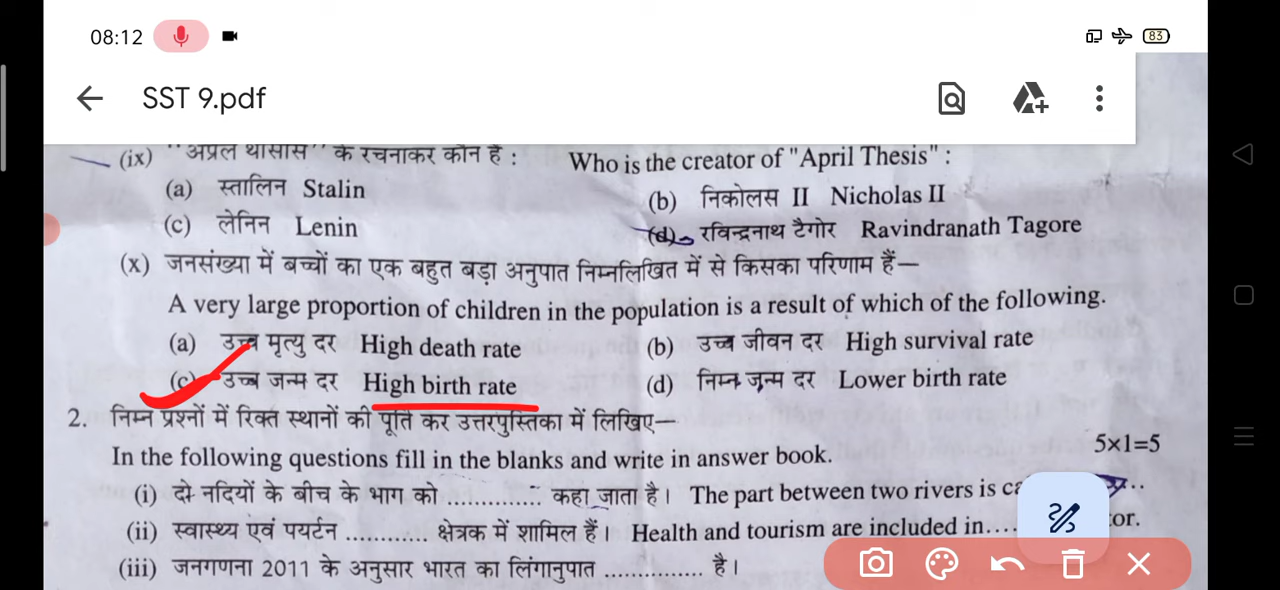 08:12
83
SST 9.pdf
(ix) "अप्रैल थीसिस" के रचनाकर कौन हैं : Who is the creator of "April Thesis" :
(a) स्तालिन Stalin (b) निकोलस II Nicholas II
(c) लेनिन Lenin (d) रविन्द्रनाथ टैगोर Ravindranath Tagore
(x) जनसंख्या में बच्चों का एक बहुत बड़ा अनुपात निम्नलिखित में से किसका परिणाम हैं—
A very large proportion of children in the population is a result of which of the following.
(a) उच्च मृत्यु दर High death rate (b) उच्च जीवन दर High survival rate
(c) उच्च जन्म दर High birth rate (d) निम्न जन्म दर Lower birth rate
2. निम्न प्रश्नों में रिक्त स्थानों की पूर्ति कर उत्तरपुस्तिका में लिखिए—
5×1=5
In the following questions fill in the blanks and write in answer book.
(i) दो नदियों के बीच के भाग को .............. कहा जाता है। The part between two rivers is
(ii) स्वास्थ्य एवं पर्यटन ............ क्षेत्रक में शामिल हैं। Health and tourism are included in.... tor.
(iii) जनगणना 2011 के अनुसार भारत का लिंगानुपात .............. है।